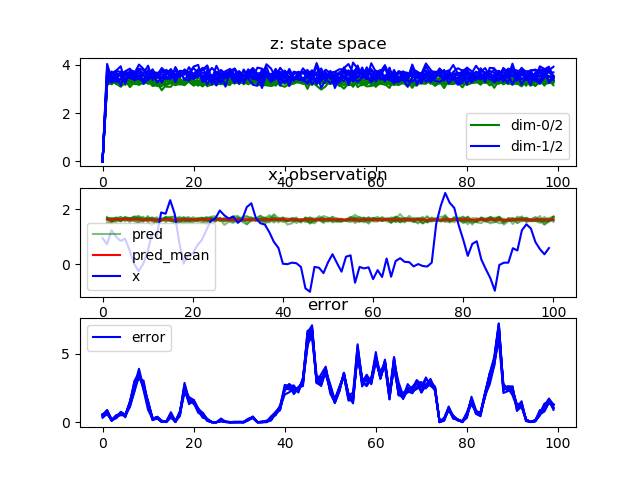 z: state space
4
2
0
dim-0/2
dim-1/2
0 20 40 60 80 100
x: observation
2
0
pred
pred_mean
x
0 20 40 60 80 100
error
5
0
error
0 20 40 60 80 100